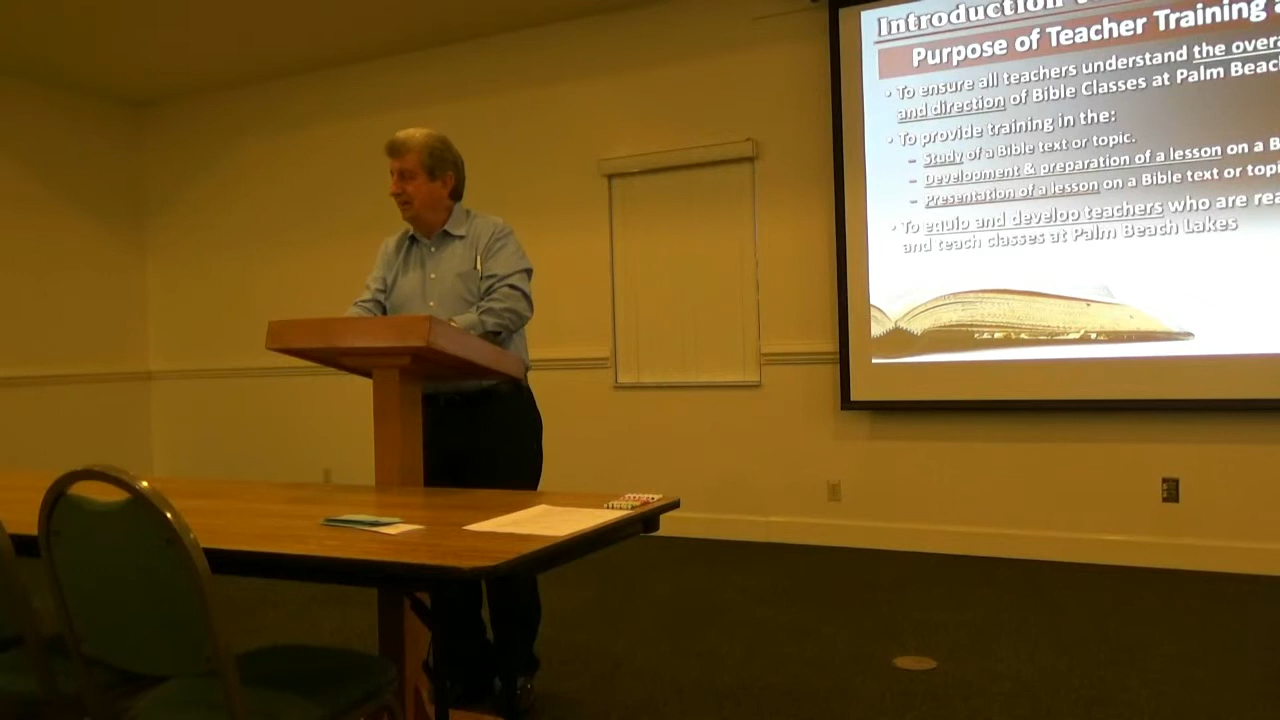 Introduction
Purpose of Teacher Training
• To ensure all teachers understand the
and direction of Bible Classes at Palm
• To provide training in the:
– Study of a Bible text or topic.
– Development & preparation of a lesson on a
– Presentation of a lesson on a Bible text or
• To equip and develop teachers who are
and teach classes at Palm Beach Lakes